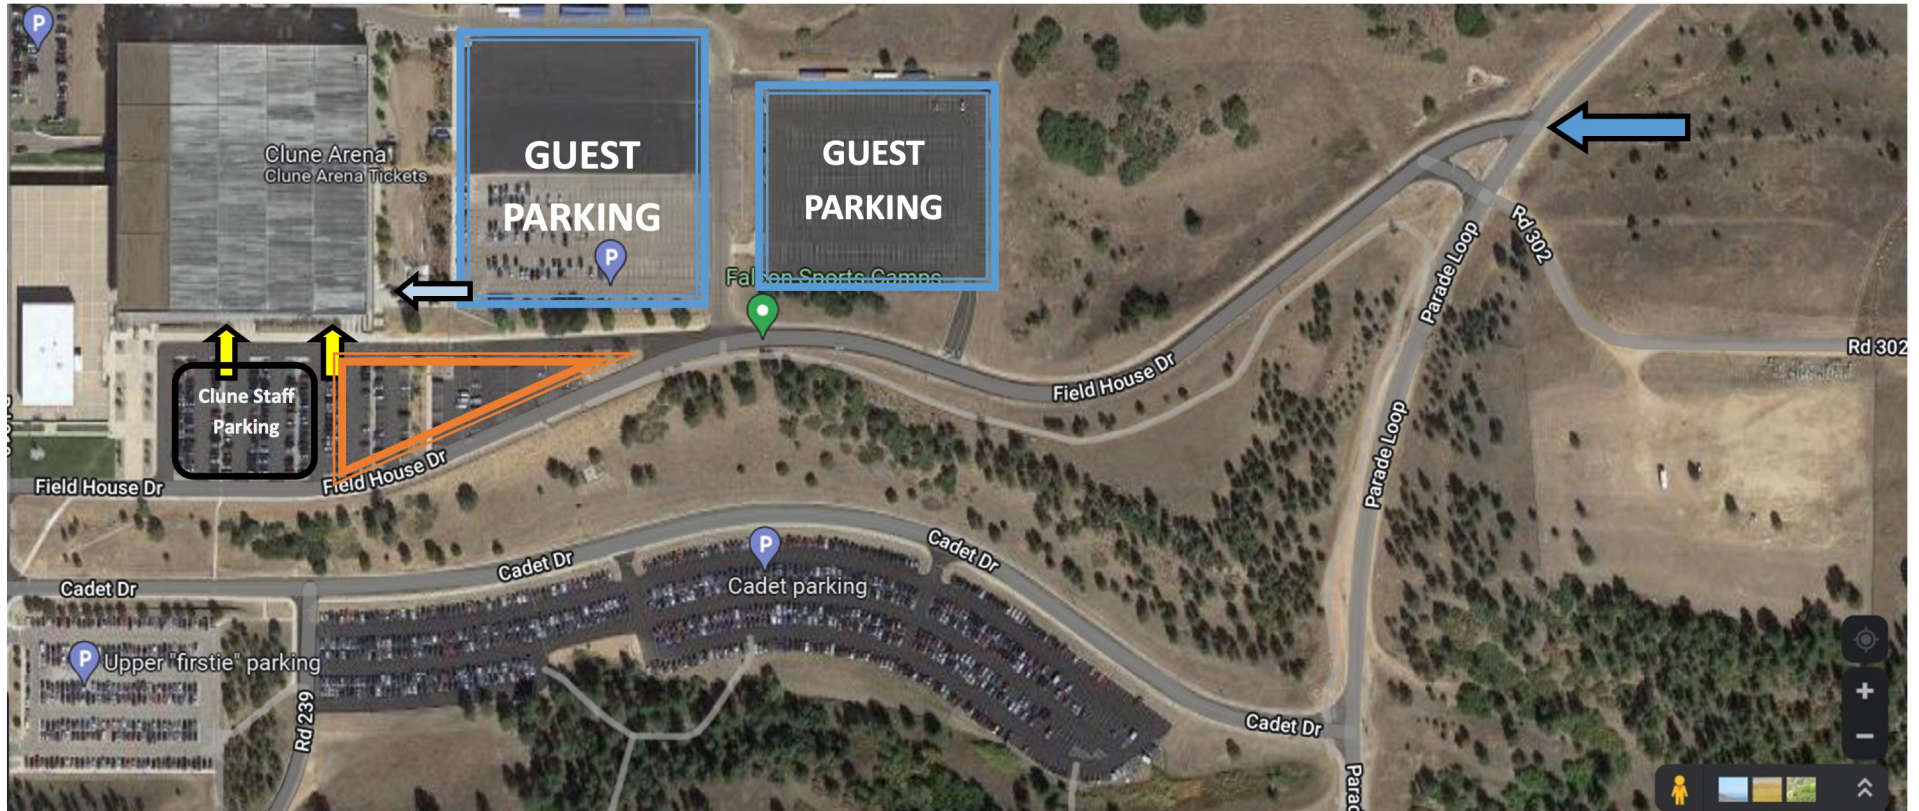 P
GUEST
PARKING
GUEST
PARKING
Clune Arena
Clune Arena Tickets
P
Falcon Sports Camps
Rd 302
Parade Loop
Rd 302
Field House Dr
Clune Staff
Parking
Field House Dr
Field House Dr
Parade Loop
Cadet Dr
Cadet Dr
Cadet Dr
P
Cadet parking
P
Upper "firstie" parking
Rd 239
Cadet Dr
Parad